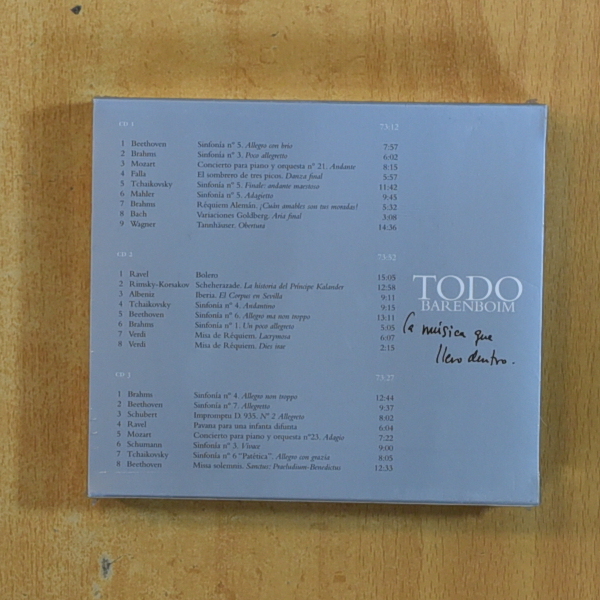 CD 1 73:12
1 Beethoven Sinfonía nº 5. Allegro con brio 7:57
2 Brahms Sinfonía nº 3. Poco allegretto 6:02
3 Mozart Concierto para piano y orquesta nº 21. Andante 8:15
4 Falla El sombrero de tres picos. Danza final 5:57
5 Tchaikovsky Sinfonía nº 5. Finale: andante maestoso 11:42
6 Mahler Sinfonía nº 5. Adagietto 9:45
7 Brahms Réquiem Alemán. ¡Cuán amables son tus moradas! 5:32
8 Bach Variaciones Goldberg. Aria final 3:08
9 Wagner Tannhäuser. Obertura 14:36
CD 2 73:52
1 Ravel Bolero 15:05
2 Rimsky-Korsakov Scheherazade. La historia del Príncipe Kalander 12:58
3 Albeniz Iberia. El Corpus en Sevilla 9:11
4 Tchaikovsky Sinfonía nº 4. Andantino 9:15
5 Beethoven Sinfonía nº 6. Allegro ma non troppo 13:11
6 Brahms Sinfonía nº 1. Un poco allegreto 5:05
7 Verdi Misa de Réquiem. Lacrymosa 6:07
8 Verdi Misa de Réquiem. Dies irae 2:15
TODO
BARENBOIM
La música que
llevo dentro.
CD 3 73:27
1 Brahms Sinfonía nº 4. Allegro non troppo 12:44
2 Beethoven Sinfonía nº 7. Allegretto 9:37
3 Schubert Impromptu D. 935. Nº 2 Allegreto 8:02
4 Ravel Pavana para una infanta difunta 6:04
5 Mozart Concierto para piano y orquesta nº23. Adagio 7:22
6 Schumann Sinfonía nº 3. Vivace 9:00
7 Tchaikovsky Sinfonía nº 6 "Patética". Allegro con grazia 8:05
8 Beethoven Missa solemnis. Sanctus: Praeludium-Benedictus 12:33